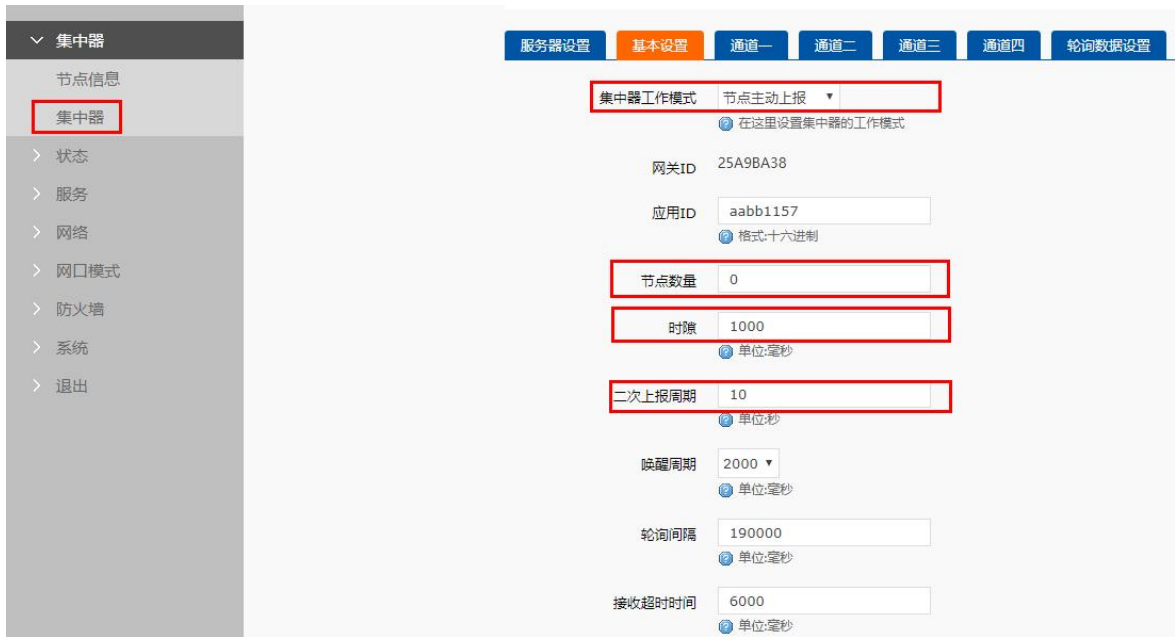 集中器
节点信息
集中器
状态
服务
网络
网口模式
防火墙
系统
退出
服务器设置 基本设置 通道一 通道二 通道三 通道四 轮询数据设置
集中器工作模式 节点主动上报
在这里设置集中器的工作模式
网关ID 25A9BA38
应用ID aabb1157
格式:十六进制
节点数量 0
时隙 1000
单位:毫秒
二次上报周期 10
单位:秒
唤醒周期 2000
单位:毫秒
轮询间隔 190000
单位:毫秒
接收超时时间 6000
单位:毫秒